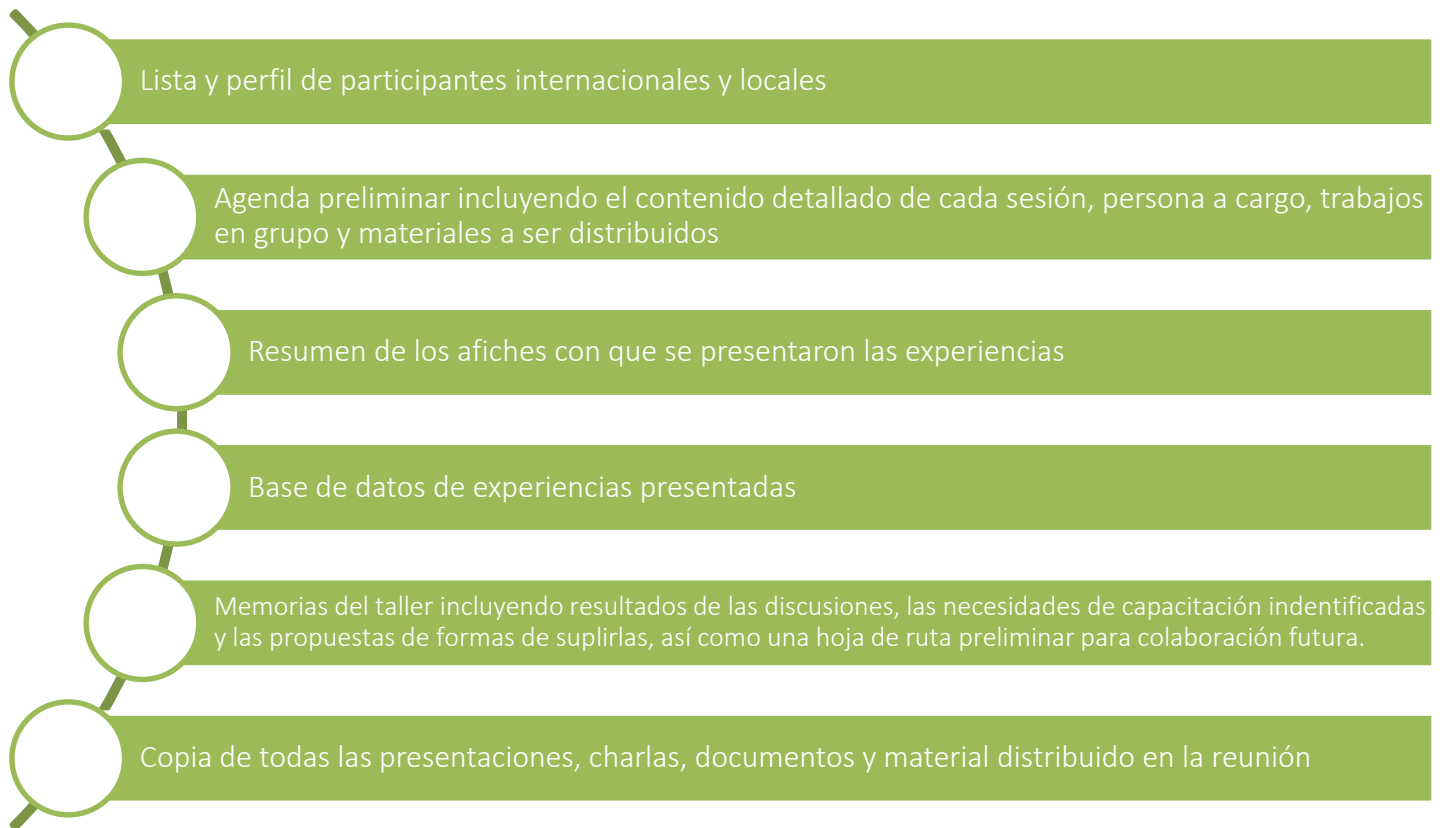 Lista y perfil de participantes internacionales y locales
Agenda preliminar incluyendo el contenido detallado de cada sesión, persona a cargo, trabajos
en grupo y materiales a ser distribuidos
Resumen de los afiches con que se presentaron las experiencias
Base de datos de experiencias presentadas
Memorias del taller incluyendo resultados de las discusiones, las necesidades de capacitación indentificadas
y las propuestas de formas de suplirlas, así como una hoja de ruta preliminar para colaboración futura.
Copia de todas las presentaciones, charlas, documentos y material distribuido en la reunión